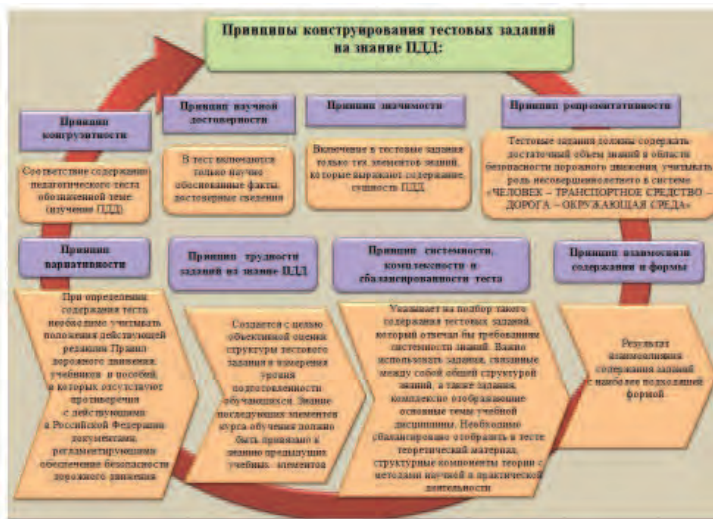 Принципы конструирования тестовых заданий
на знание ПДД:
Принцип
конгруэнтности
Соответствие содержания
педагогического теста
обозначенной теме
(изучение ПДД)
Принцип научной
достоверности
В тест включаются
только научно
обоснованные факты,
достоверные сведения
Принцип значимости
Включение в тестовые задания
только тех элементов знаний,
которые выражают содержание,
сущность ПДД
Принцип репрезентативности
Тестовые задания должны содержать
достаточный объем знаний в области
безопасности дорожного движения, учитывать
роль несовершеннолетнего в системе
«ЧЕЛОВЕК – ТРАНСПОРТНОЕ СРЕДСТВО –
ДОРОГА – ОКРУЖАЮЩАЯ СРЕДА»
Принцип
вариативности
При определении
содержания теста
необходимо учитывать
положения действующей
редакции Правил
дорожного движения,
учебников и пособий,
в которых отсутствуют
противоречия
с действующими
в Российской Федерации
документами,
регламентирующими
обеспечение безопасности
дорожного движения
Принцип трудности
заданий на знание ПДД
Создается с целью
объективной оценки
структуры тестового
задания и измерения
уровня
подготовленности
обучающихся. Знание
последующих элементов
курса обучения должно
быть привязано к
знанию предыдущих
учебных элементов
Принцип системности,
комплексности и
сбалансированности теста
Указывает на подбор такого
содержания тестовых заданий,
который отвечал бы требованиям
системности знаний. Важно
использовать задания, связанные
между собой общей структурой
знаний, а также задания,
комплексно отображающие
основные темы учебной
дисциплины. Необходимо
сбалансировано отобразить в тесте
теоретический материал,
структурные компоненты теории с
методами научной и практической
деятельности
Принцип взаимосвязи
содержания и формы
Результат
взаимовлияния
содержания заданий
с наиболее подходящей
формой